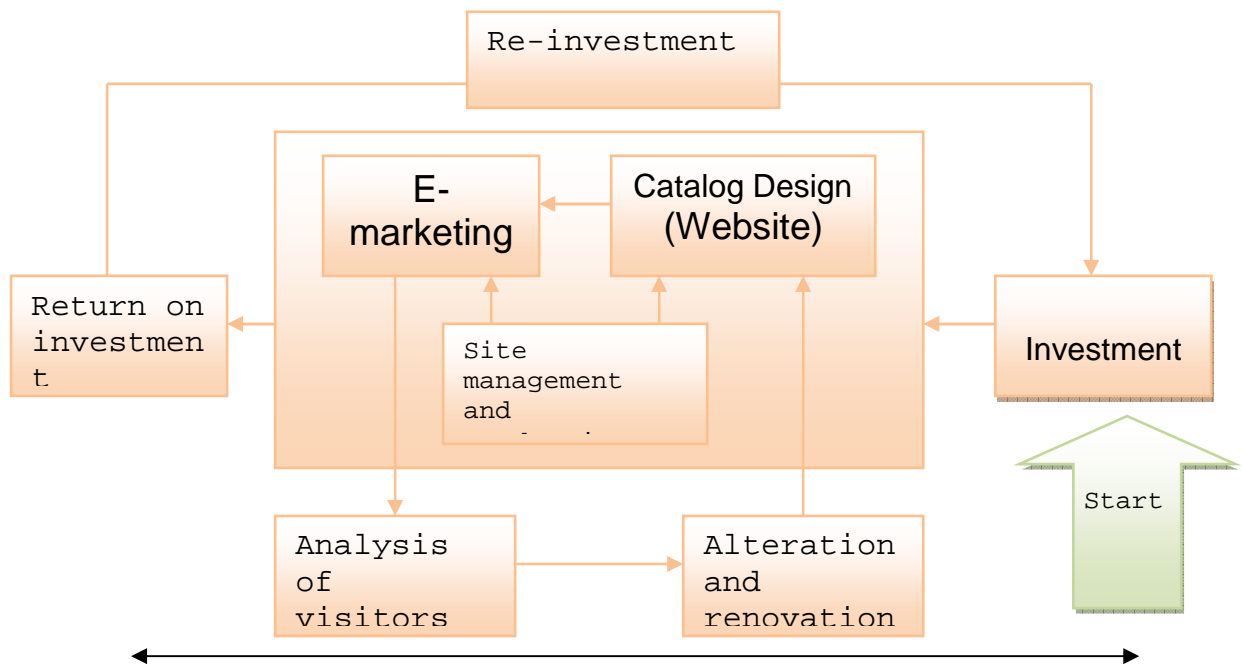 Re-investment
E-
marketing
Catalog Design
(Website)
Return on
investmen
t
Site
management
and
Investment
Start
Analysis
of
visitors
Alteration
and
renovation